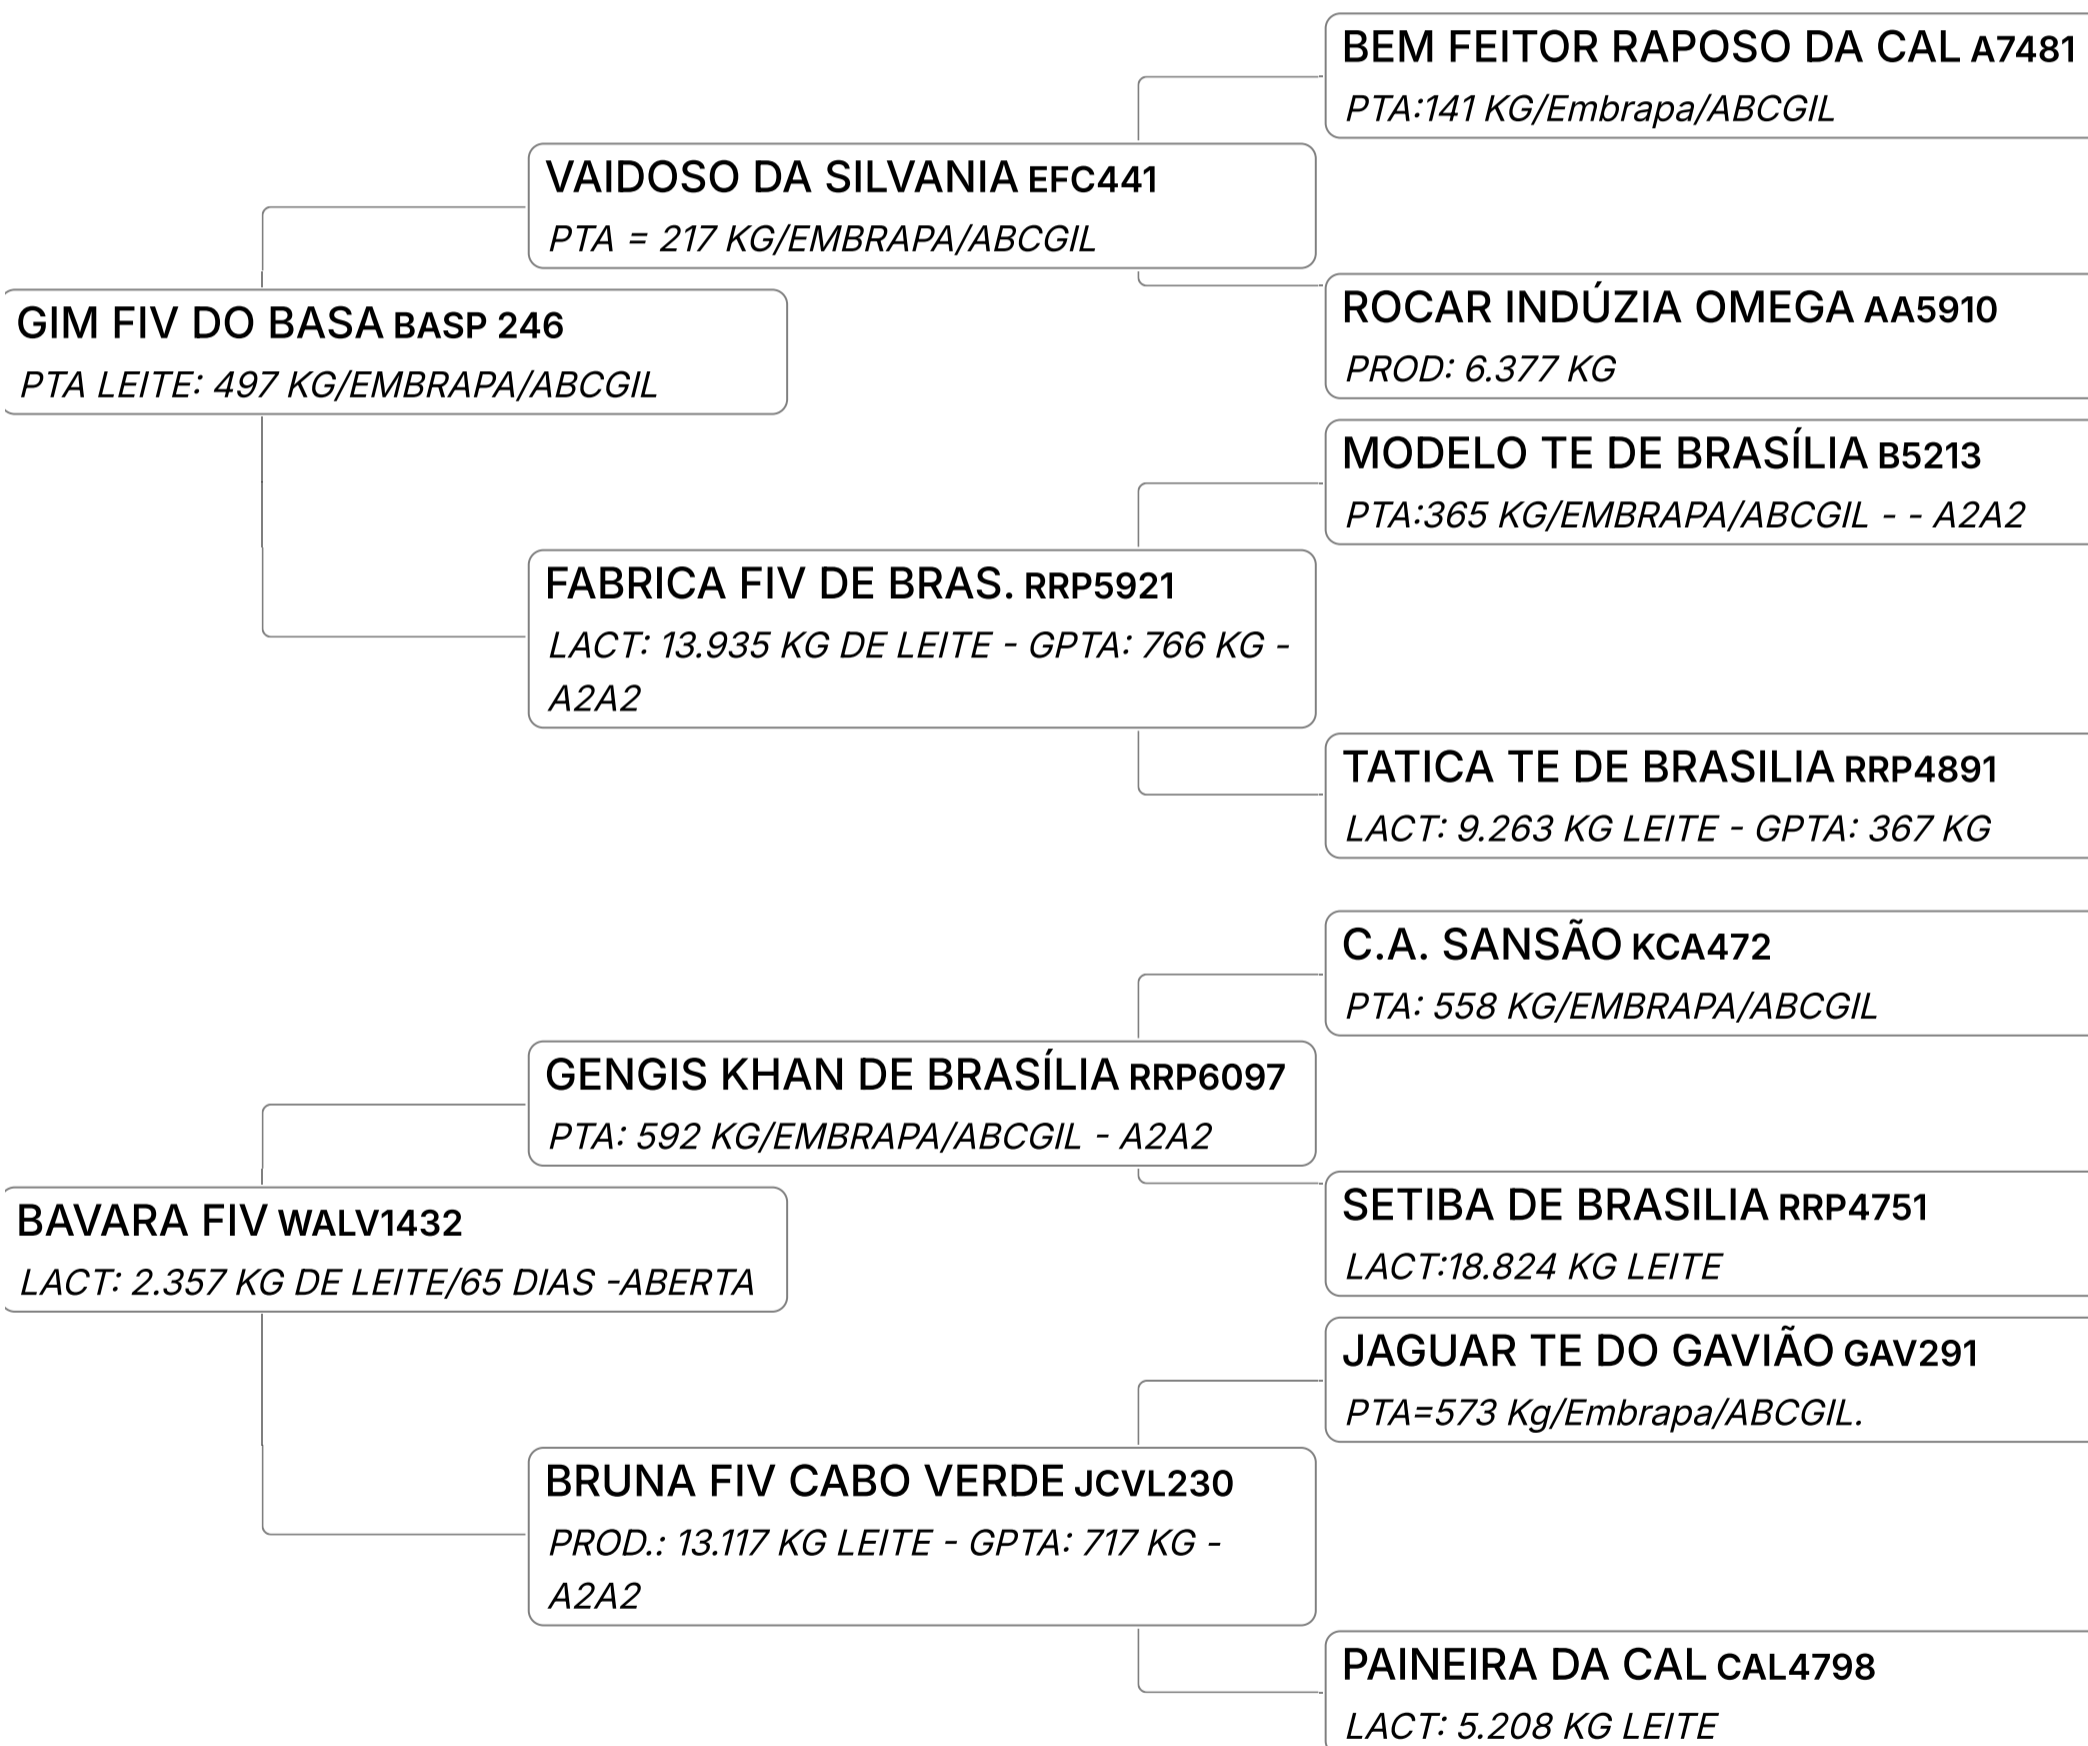 BEM FEITOR RAPOSO DA CAL A7481
PTA:141 KG/Embrapa/ABCGIL
VAIDOSO DA SILVANIA EFC441
PTA = 217 KG/EMBRAPA/ABCGIL
ROCAR INDÚZIA OMEGA AA5910
PROD: 6.377 KG
GIM FIV DO BASA BASP 246
PTA LEITE: 497 KG/EMBRAPA/ABCGIL
MODELO TE DE BRASÍLIA B5213
PTA:365 KG/EMBRAPA/ABCGIL - - A2A2
FABRICA FIV DE BRAS. RRP5921
LACT: 13.935 KG DE LEITE - GPTA: 766 KG -
A2A2
TATICA TE DE BRASILIA RRP4891
LACT: 9.263 KG LEITE - GPTA: 367 KG
C.A. SANSÃO KCA472
PTA: 558 KG/EMBRAPA/ABCGIL
GENGIS KHAN DE BRASÍLIA RRP6097
PTA: 592 KG/EMBRAPA/ABCGIL - A2A2
SETIBA DE BRASILIA RRP4751
LACT:18.824 KG LEITE
BAVARA FIV WALV1432
LACT: 2.357 KG DE LEITE/65 DIAS -ABERTA
JAGUAR TE DO GAVIÃO GAV291
PTA=573 Kg/Embrapa/ABCGIL.
BRUNA FIV CABO VERDE JCVL230
PROD.: 13.117 KG LEITE - GPTA: 717 KG -
A2A2
PAINEIRA DA CAL CAL4798
LACT: 5.208 KG LEITE